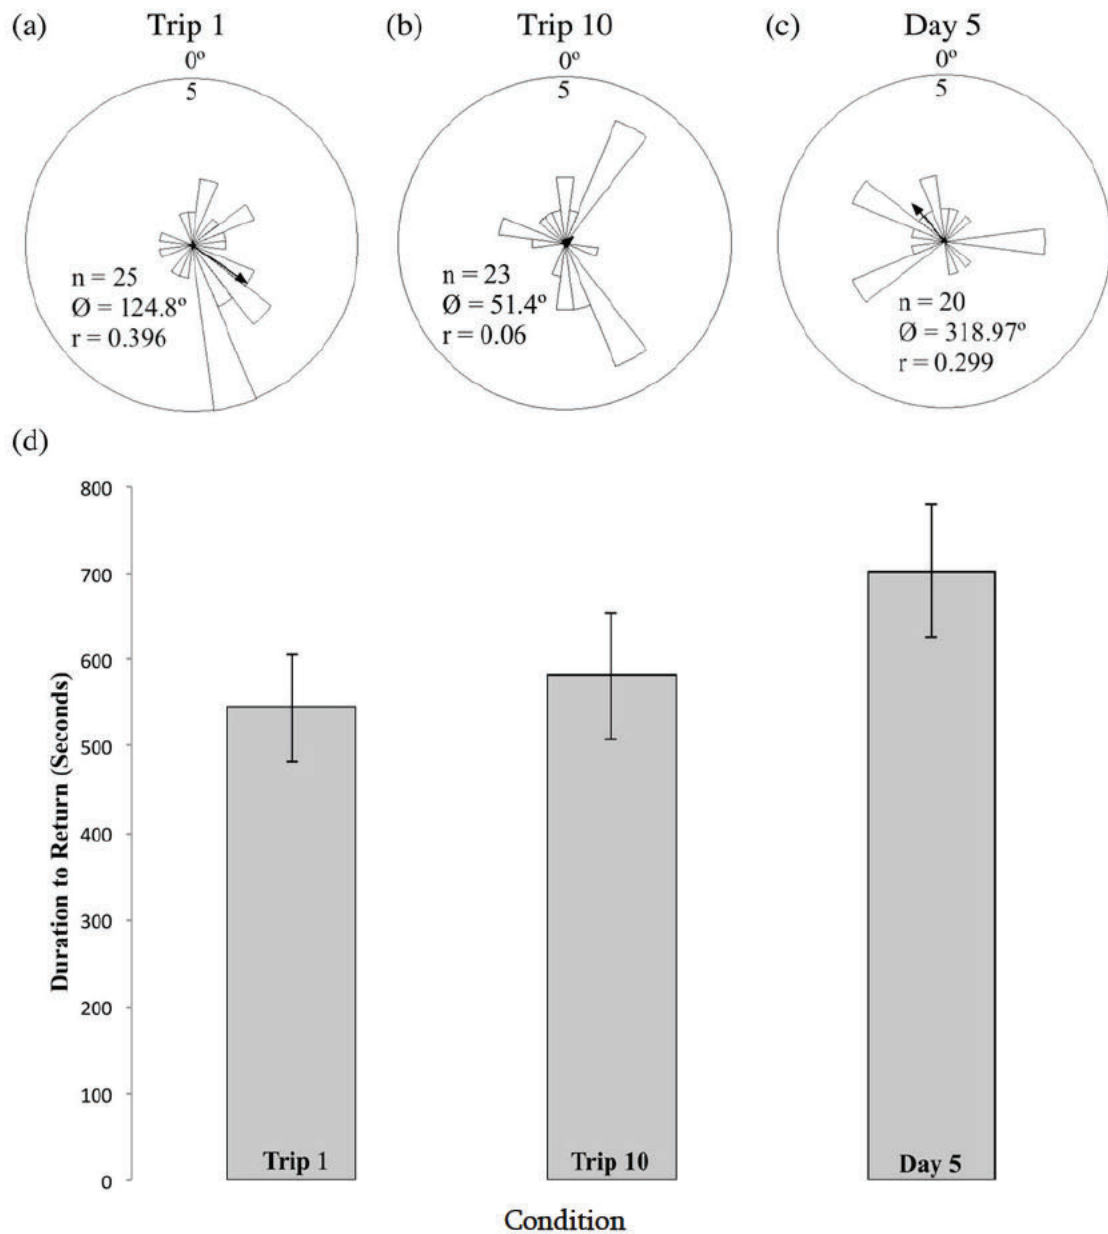 (a) Trip 1
0º
5
n = 25
Ø = 124.8º
r = 0.396
(b) Trip 10
0º
5
n = 23
Ø = 51.4º
r = 0.06
(c) Day 5
0º
5
n = 20
Ø = 318.97º
r = 0.299
(d)
Duration to Return (Seconds)
800
700
600
500
400
300
200
100
0
Trip 1
Trip 10
Day 5
Condition